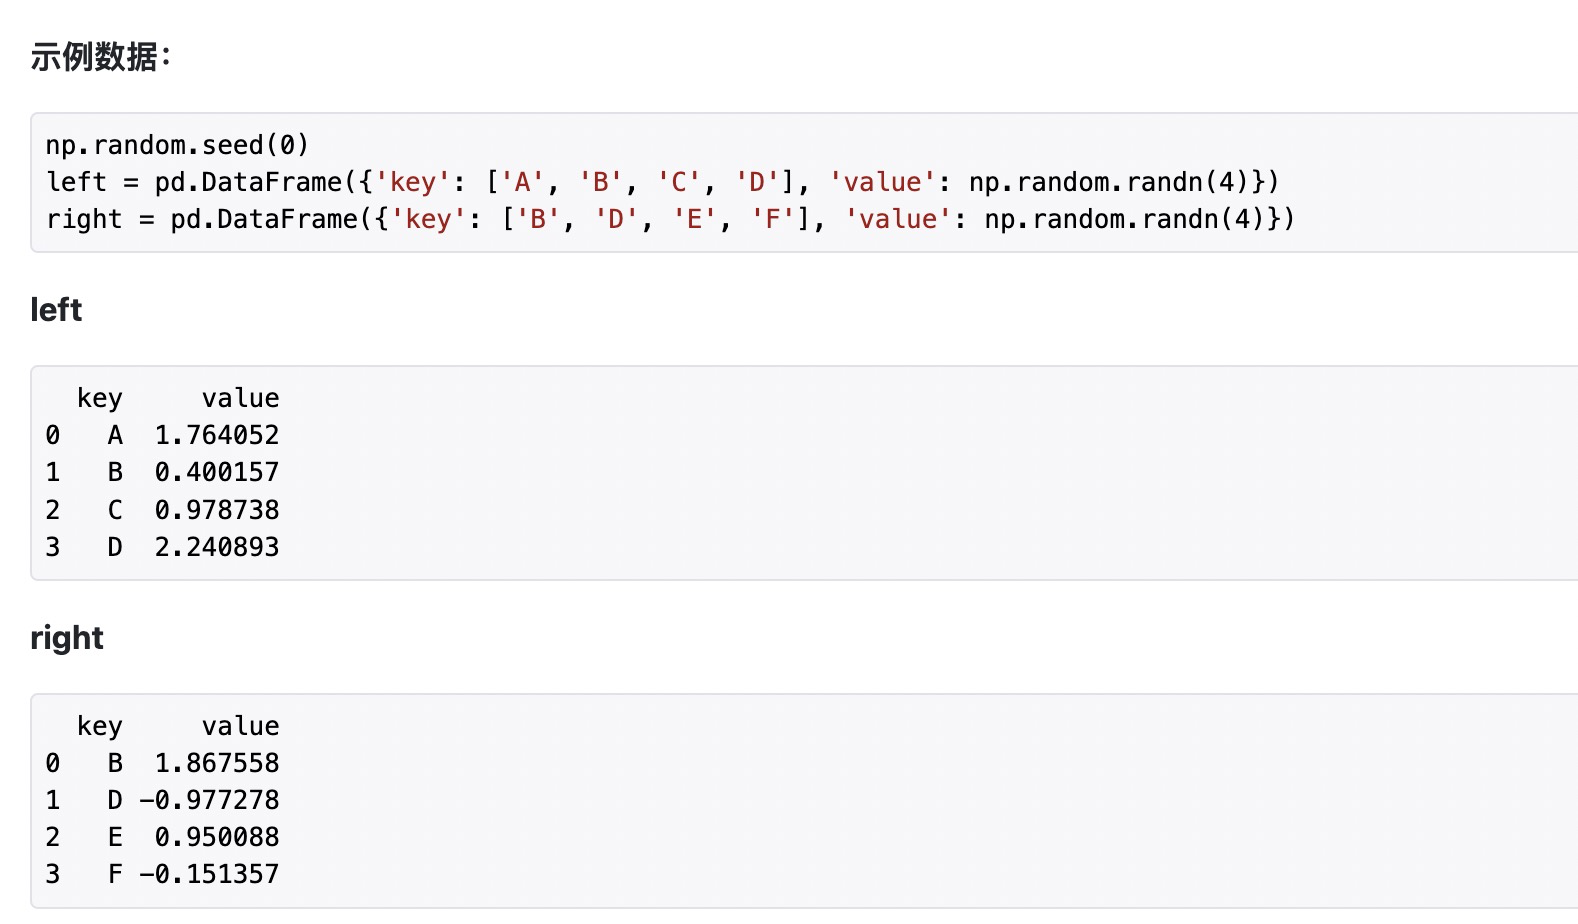 示例数据：
np.random.seed(0)
left = pd.DataFrame({'key': ['A', 'B', 'C', 'D'], 'value': np.random.randn(4)})
right = pd.DataFrame({'key': ['B', 'D', 'E', 'F'], 'value': np.random.randn(4)})
left
  key     value
0   A  1.764052
1   B  0.400157
2   C  0.978738
3   D  2.240893
right
  key     value
0   B  1.867558
1   D -0.977278
2   E  0.950088
3   F -0.151357